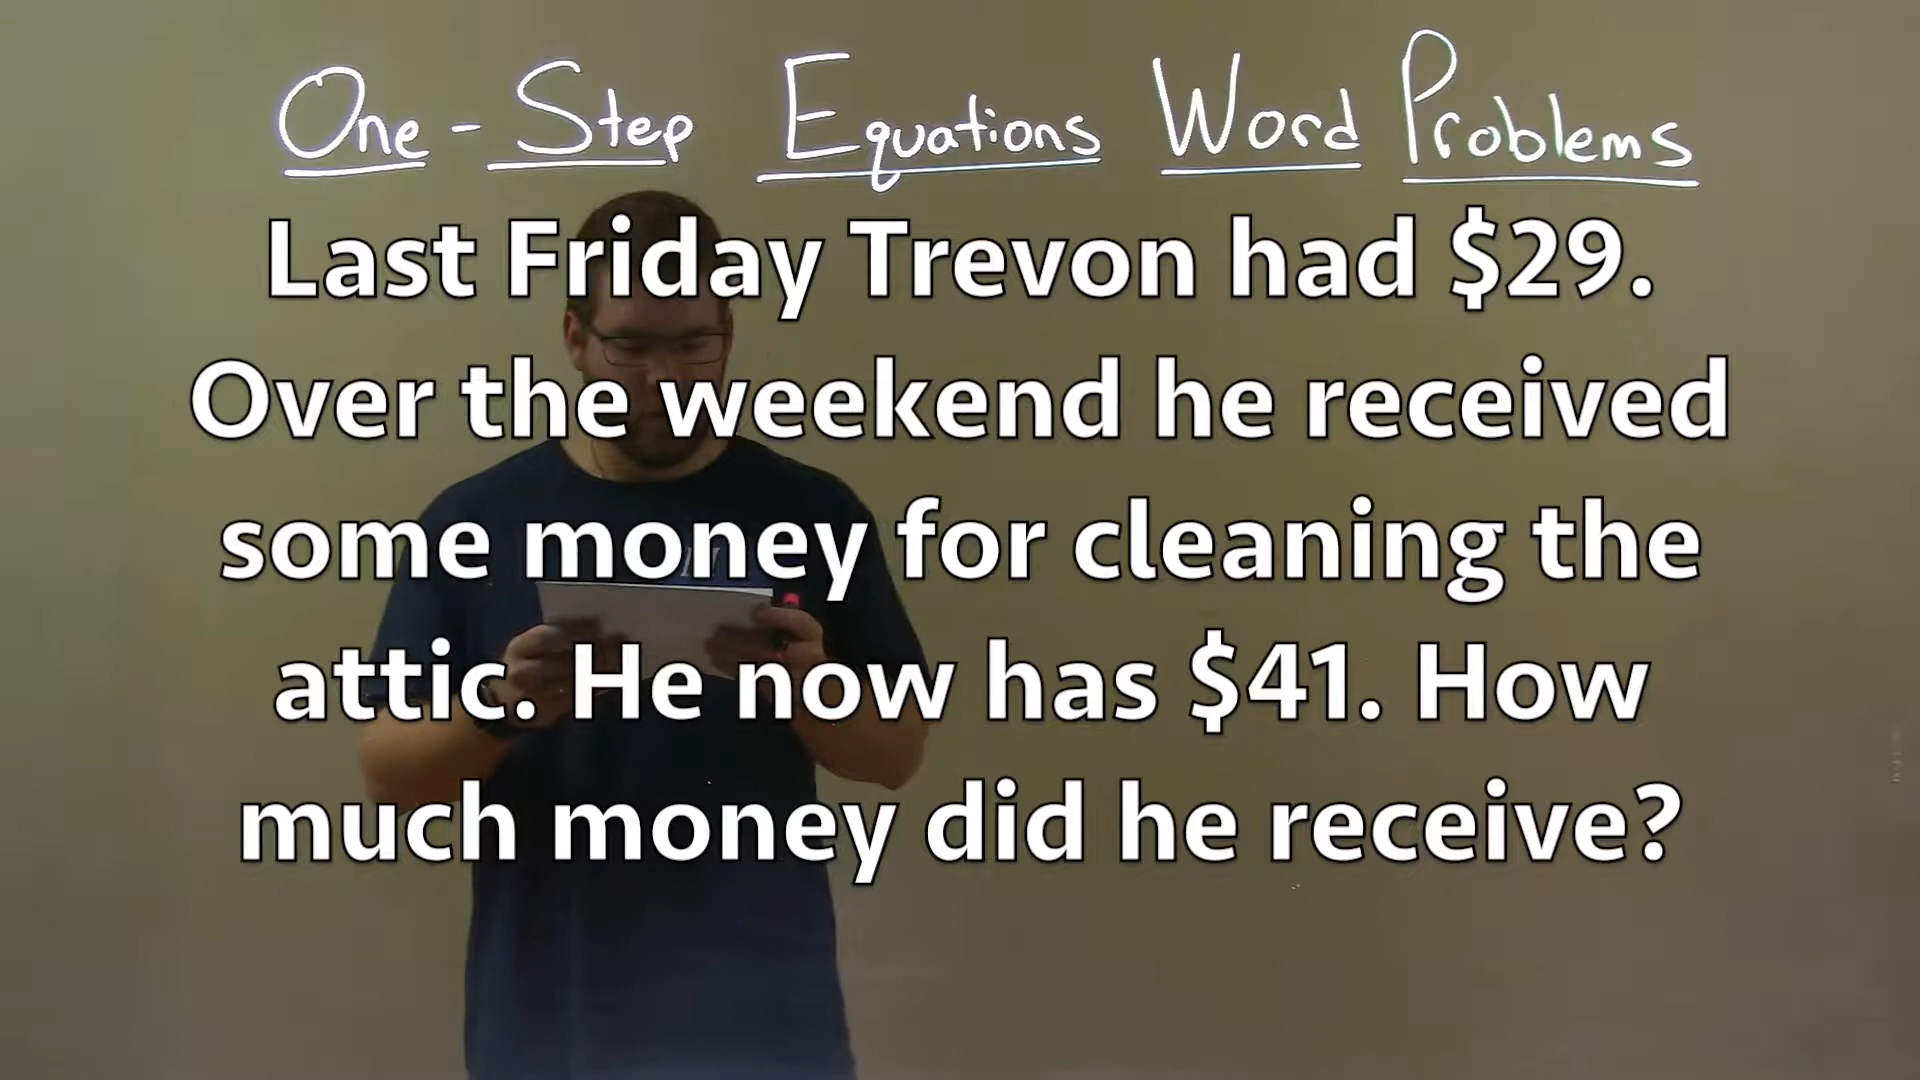 One-Step Equations Word Problems
Last Friday Trevon had $29.
Over the weekend he received
some money for cleaning the
attic. He now has $41. How
much money did he receive?